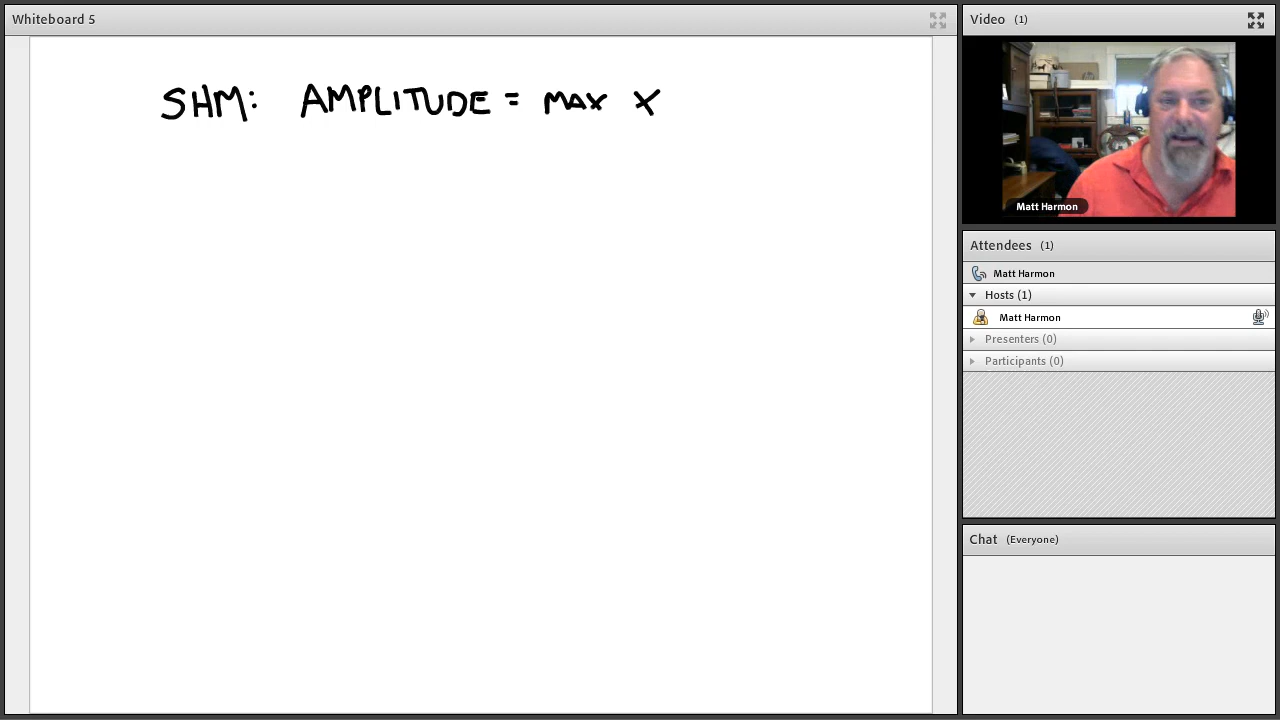 Whiteboard 5
SHM: AMPLITUDE = MAX X
Video (1)
Matt Harmon
Attendees (1)
Matt Harmon
Hosts (1)
Matt Harmon
Presenters (0)
Participants (0)
Chat (Everyone)